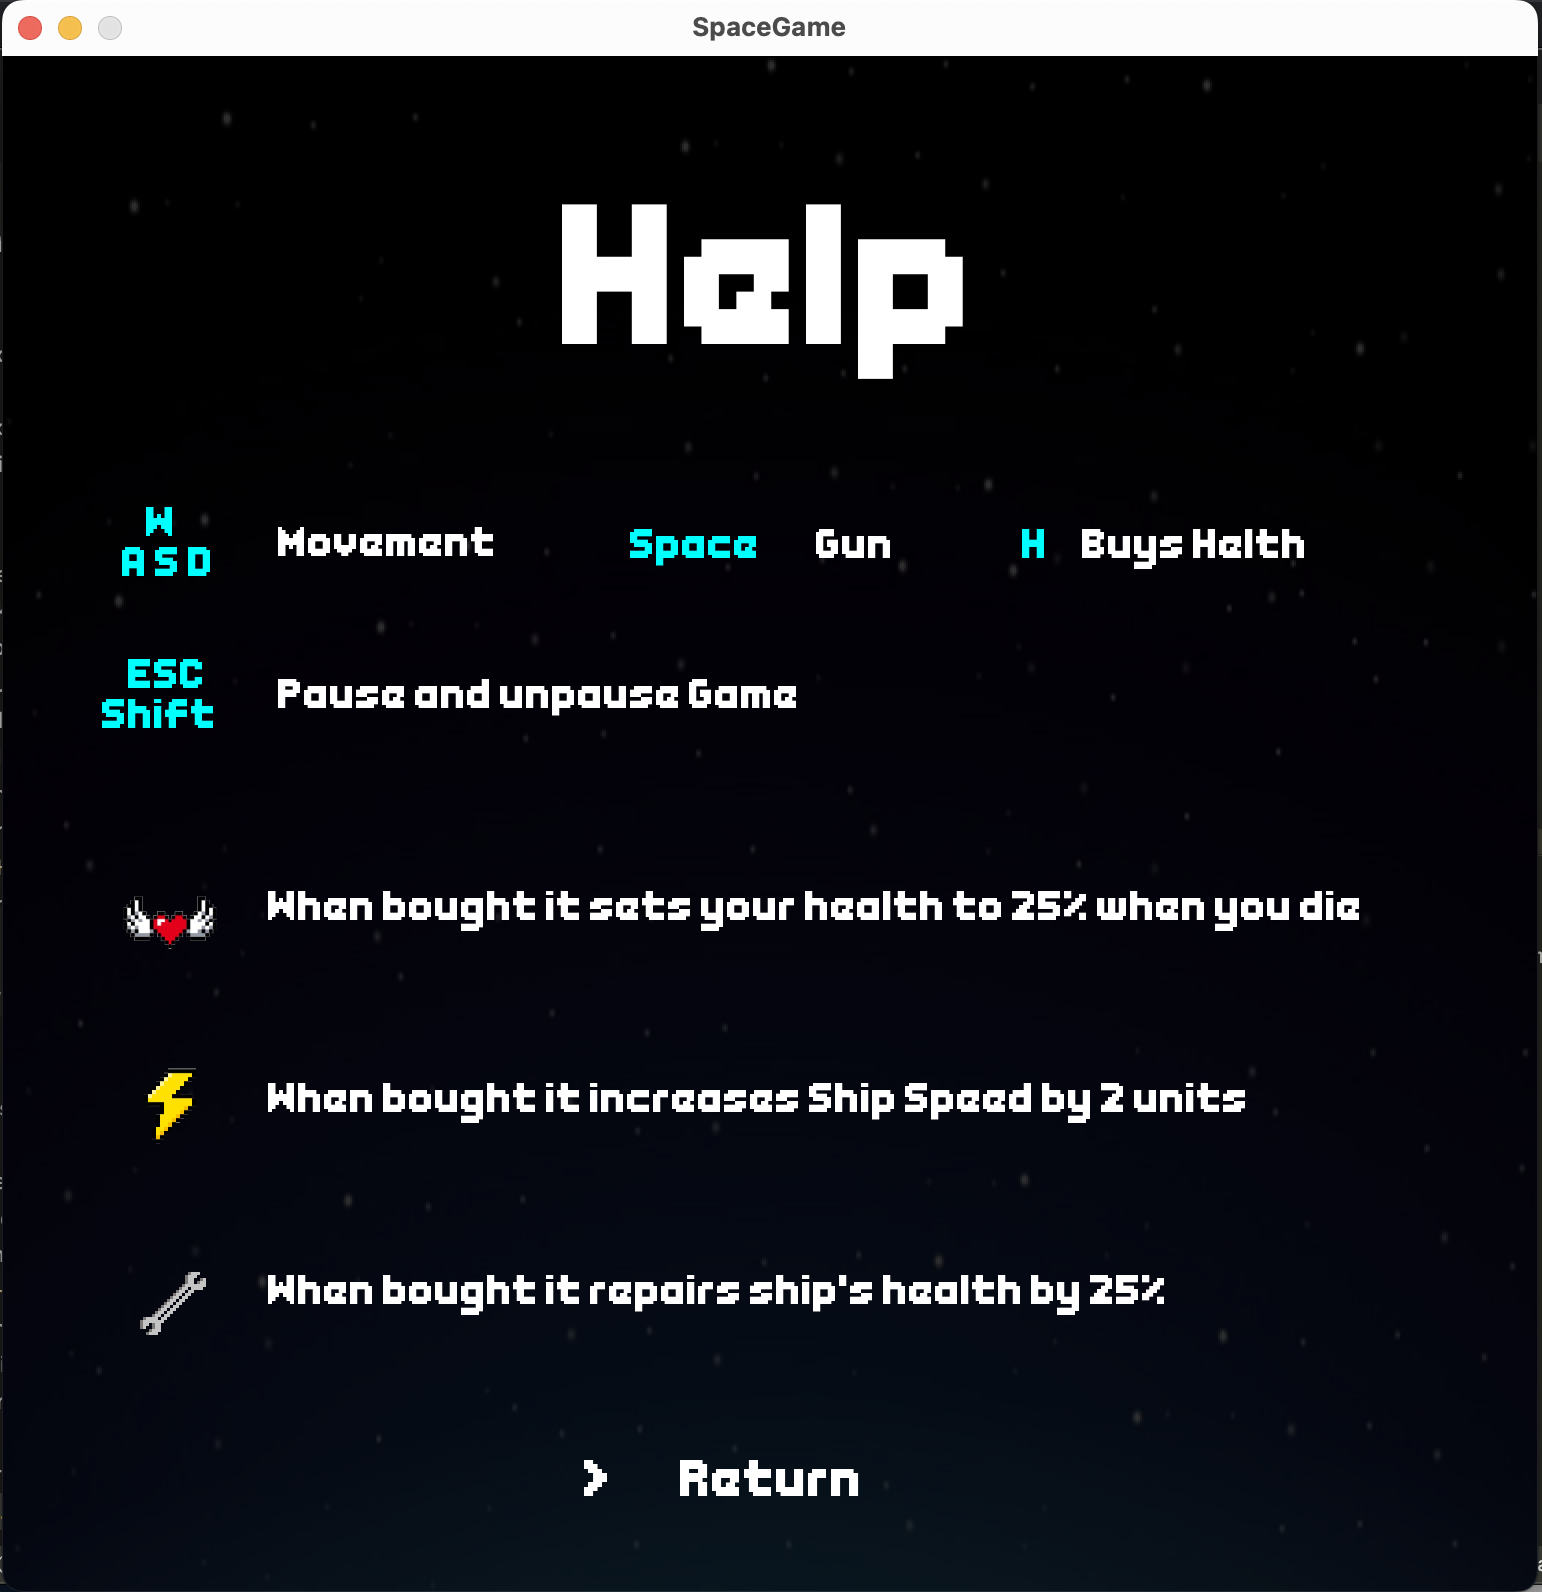 SpaceGame
Help
W
A S D
Movement
Space
Gun
H
Buys Helth
ESC
Shift
Pause and unpause Game
When bought it sets your health to 25% when you die
When bought it increases Ship Speed by 2 units
When bought it repairs ship's health by 25%
> Return